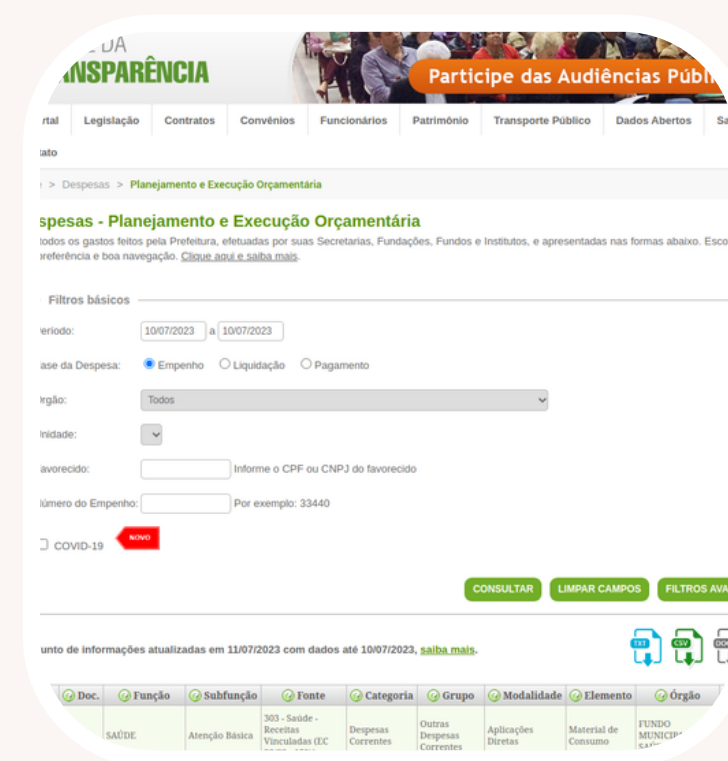 DA
NSPARÊNCIA
Participe das Audiências Públi
rtal Legislação Contratos Convênios Funcionários Patrimônio Transporte Público Dados Abertos Sa
ato
> Despesas > Planejamento e Execução Orçamentária
spesas - Planejamento e Execução Orçamentária
todos os gastos feitos pela Prefeitura, efetuadas por suas Secretarias, Fundações, Fundos e Institutos, e apresentadas nas formas abaixo. Esco
preferência e boa navegação. Clique aqui e saiba mais.
Filtros básicos
Período: 10/07/2023 a 10/07/2023
ase da Despesa: Empenho Liquidação Pagamento
rgão: Todos
nidade:
avorecido: Informe o CPF ou CNPJ do favorecido
úmero do Empenho: Por exemplo: 33440
COVID-19 NOVO
CONSULTAR LIMPAR CAMPOS FILTROS AVA
unto de informações atualizadas em 11/07/2023 com dados até 10/07/2023, saiba mais.
TXT CSV DOC
Doc. Função Subfunção Fonte Categoria Grupo Modalidade Elemento Órgão
303 - Saúde -
SAÚDE Atenção Básica Receitas Despesas Outras Aplicações Material de FUNDO
Vinculadas (EC Correntes Despesas Diretas Consumo MUNICIP
Correntes